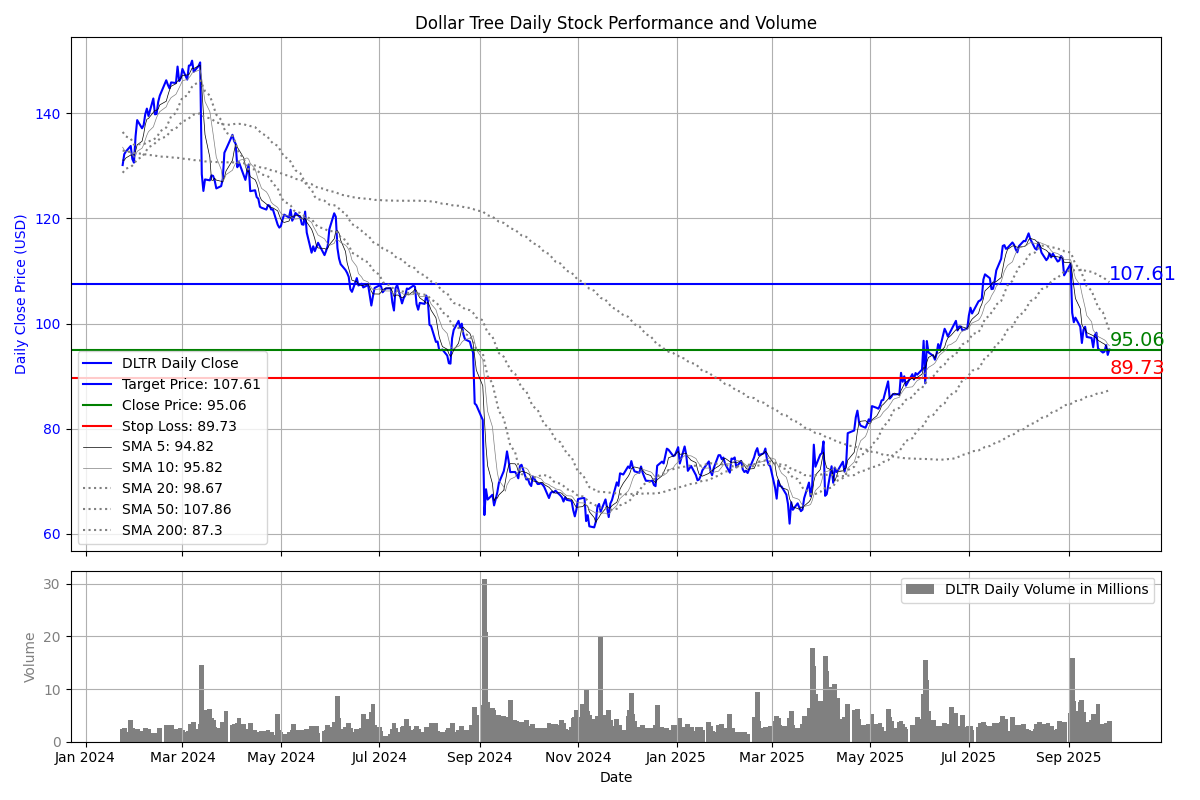 Dollar Tree Daily Stock Performance and Volume
Daily Close Price (USD)
140
120
100
80
60
107.61
95.06
89.73
DLTR Daily Close
Target Price: 107.61
Close Price: 95.06
Stop Loss: 89.73
SMA 5: 94.82
SMA 10: 95.82
SMA 20: 98.67
SMA 50: 107.86
SMA 200: 87.3
Volume
30
20
10
0
DLTR Daily Volume in Millions
Jan 2024 Mar 2024 May 2024 Jul 2024 Sep 2024 Nov 2024 Jan 2025 Mar 2025 May 2025 Jul 2025 Sep 2025
Date